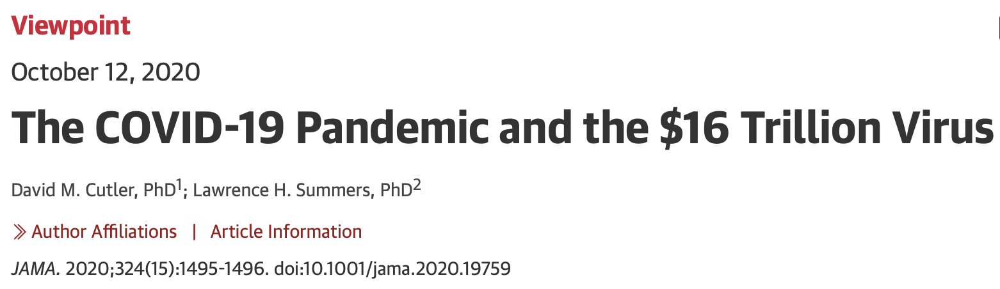 Viewpoint
October 12, 2020
The COVID-19 Pandemic and the $16 Trillion Virus
David M. Cutler, PhD1; Lawrence H. Summers, PhD2
Author Affiliations | Article Information
JAMA. 2020;324(15):1495-1496. doi:10.1001/jama.2020.19759